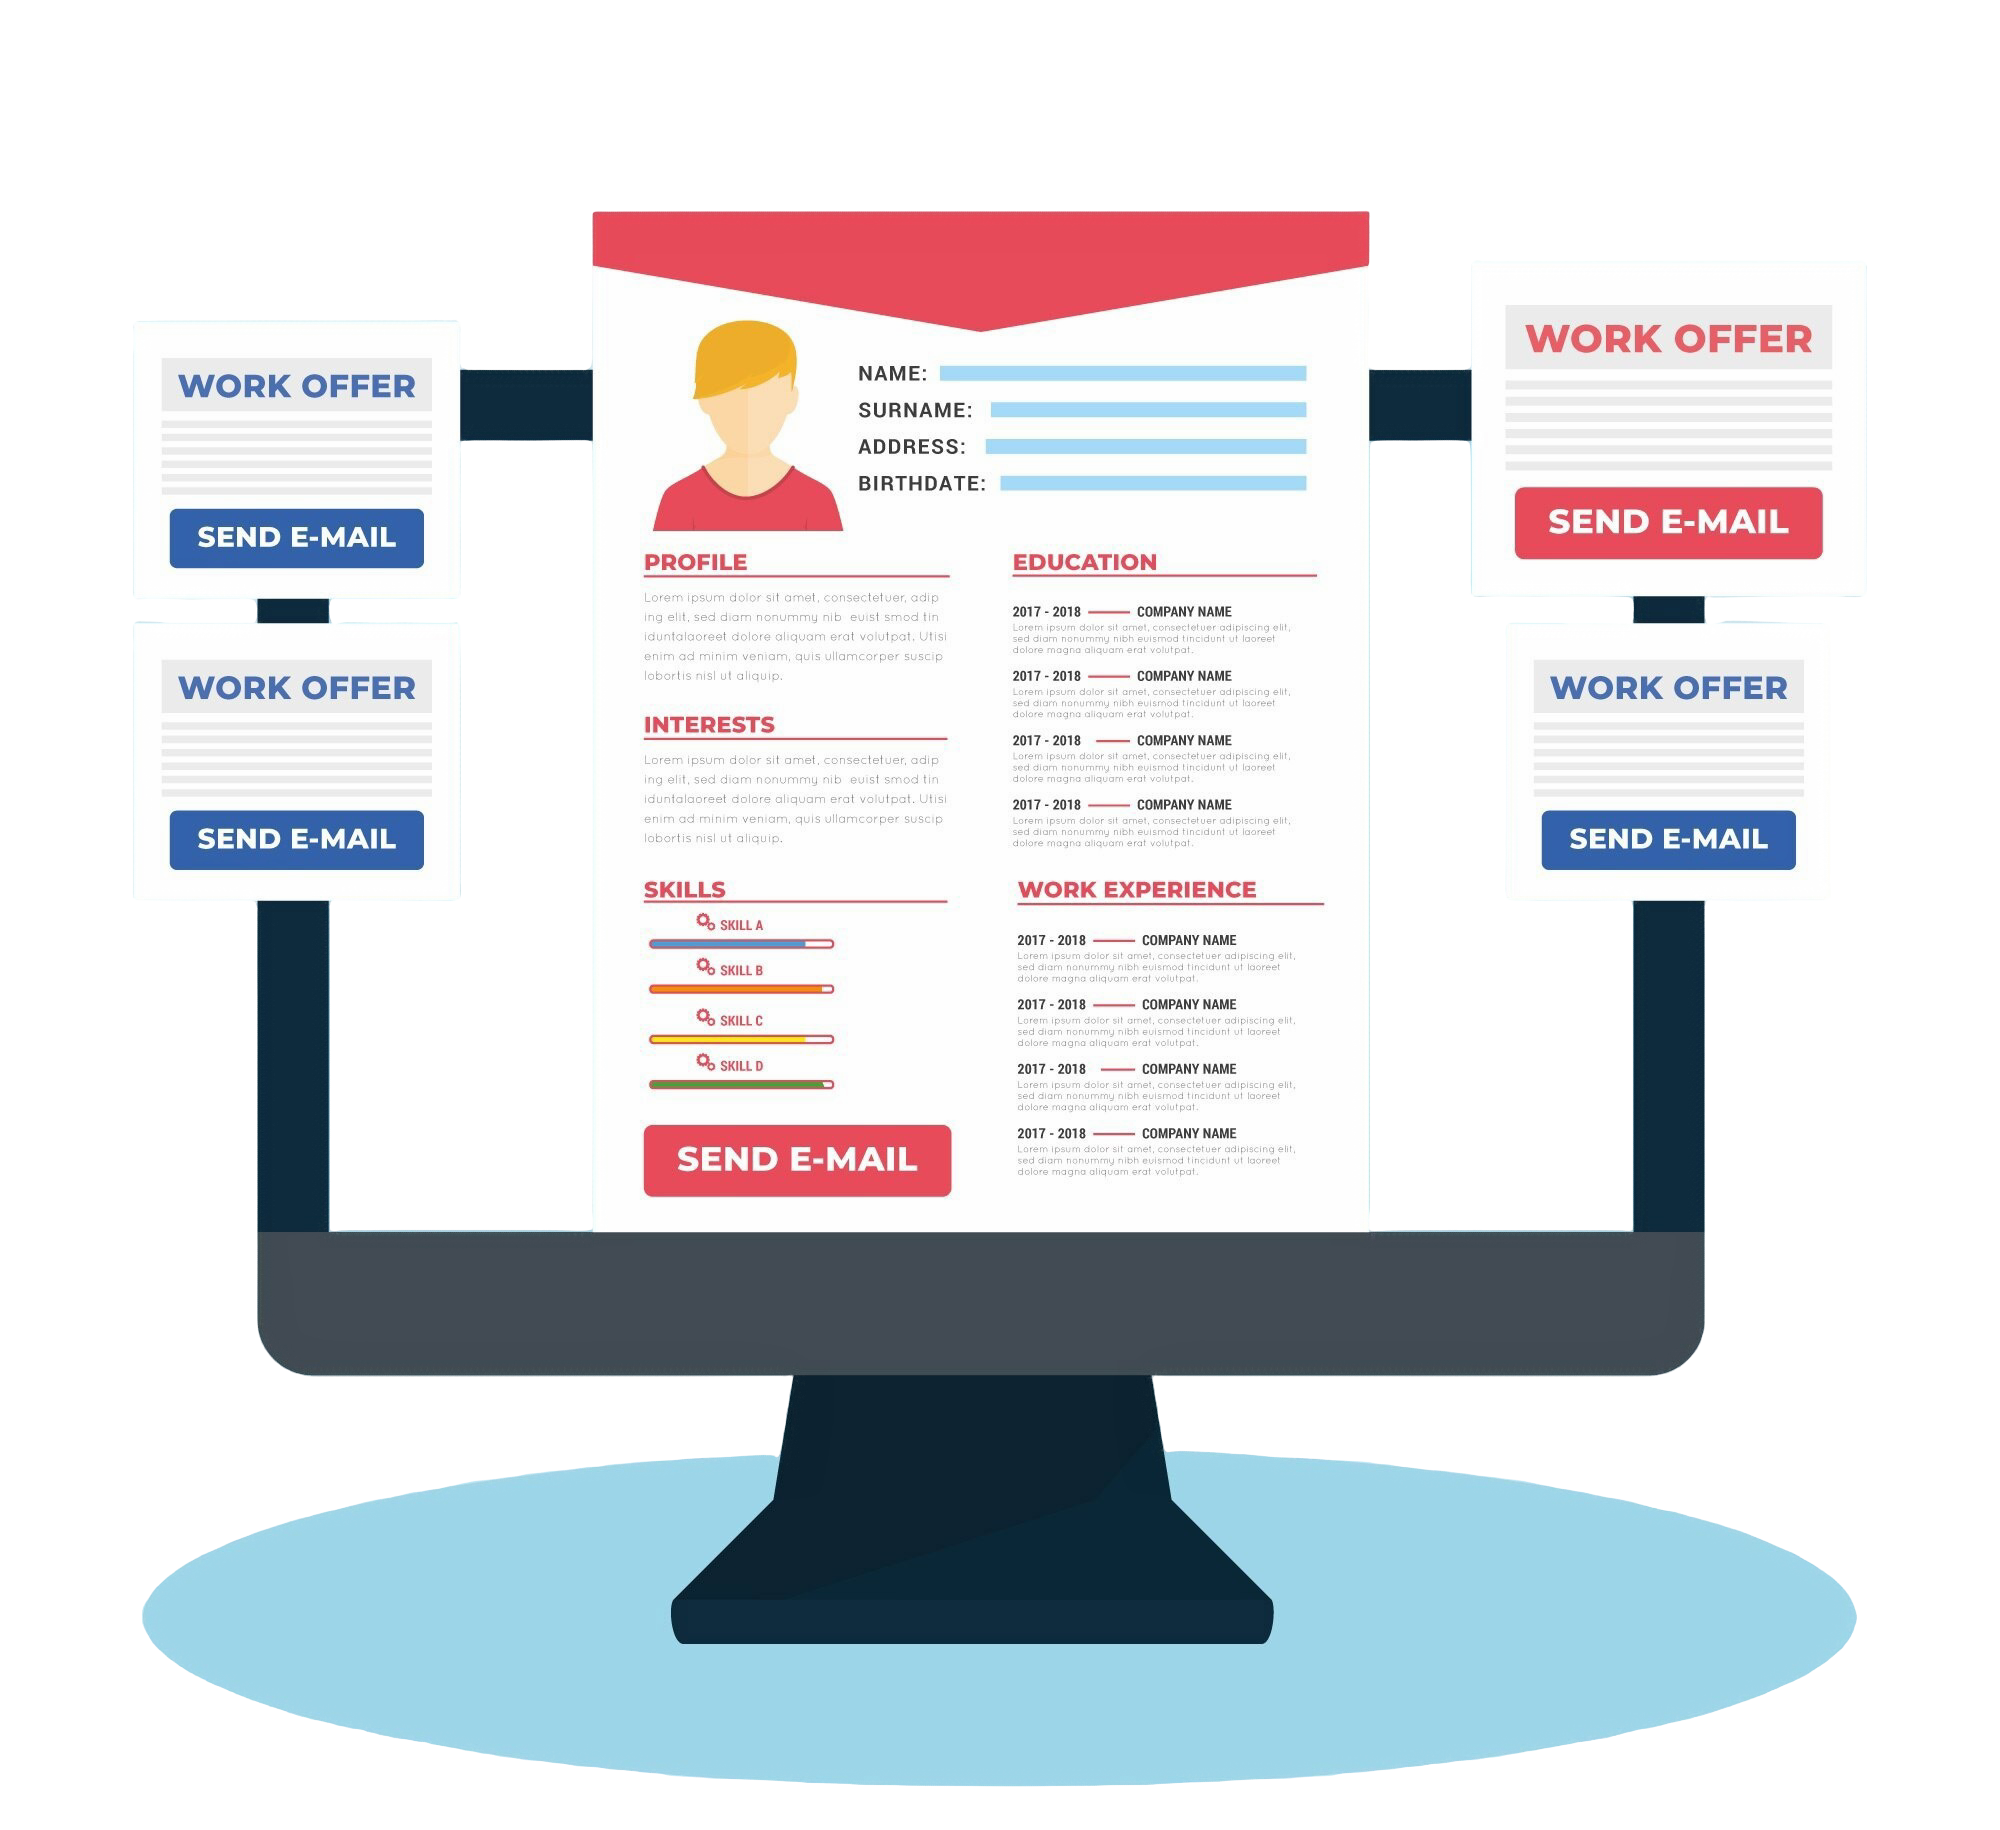 WORK OFFER
SEND E-MAIL
WORK OFFER
SEND E-MAIL
NAME:
SURNAME:
ADDRESS:
BIRTHDATE:
PROFILE
Lorem ipsum dolor sit amet, consectetuer, adip
ing elit, sed diam nonummy nib euist smod tin
iduntalaoreet dolore aliquam erat volutpat. Utisi
enim ad minim veniam, quis ullamcorper suscip
lobortis nisl ut aliquip.
INTERESTS
Lorem ipsum dolor sit amet, consectetuer, adip
ing elit, sed diam nonummy nib euist smod tin
iduntalaoreet dolore aliquam erat volutpat. Utisi
enim ad minim veniam, quis ullamcorper suscip
lobortis nisl ut aliquip.
SKILLS
SKILL A
SKILL B
SKILL C
SKILL D
SEND E-MAIL
EDUCATION
2017 - 2018 COMPANY NAME
Lorem ipsum dolor sit amet, consectetuer adipiscing elit,
sed diam nonummy nibh euismod tincidunt ut laoreet
dolore magna aliquam erat volutpat.
2017 - 2018 COMPANY NAME
Lorem ipsum dolor sit amet, consectetuer adipiscing elit,
sed diam nonummy nibh euismod tincidunt ut laoreet
dolore magna aliquam erat volutpat.
2017 - 2018 COMPANY NAME
Lorem ipsum dolor sit amet, consectetuer adipiscing elit,
sed diam nonummy nibh euismod tincidunt ut laoreet
dolore magna aliquam erat volutpat.
2017 - 2018 COMPANY NAME
Lorem ipsum dolor sit amet, consectetuer adipiscing elit,
sed diam nonummy nibh euismod tincidunt ut laoreet
dolore magna aliquam erat volutpat.
WORK EXPERIENCE
2017 - 2018 COMPANY NAME
Lorem ipsum dolor sit amet, consectetuer adipiscing elit,
sed diam nonummy nibh euismod tincidunt ut laoreet
dolore magna aliquam erat volutpat.
2017 - 2018 COMPANY NAME
Lorem ipsum dolor sit amet, consectetuer adipiscing elit,
sed diam nonummy nibh euismod tincidunt ut laoreet
dolore magna aliquam erat volutpat.
2017 - 2018 COMPANY NAME
Lorem ipsum dolor sit amet, consectetuer adipiscing elit,
sed diam nonummy nibh euismod tincidunt ut laoreet
dolore magna aliquam erat volutpat.
2017 - 2018 COMPANY NAME
Lorem ipsum dolor sit amet, consectetuer adipiscing elit,
sed diam nonummy nibh euismod tincidunt ut laoreet
dolore magna aliquam erat volutpat.
WORK OFFER
SEND E-MAIL
WORK OFFER
SEND E-MAIL